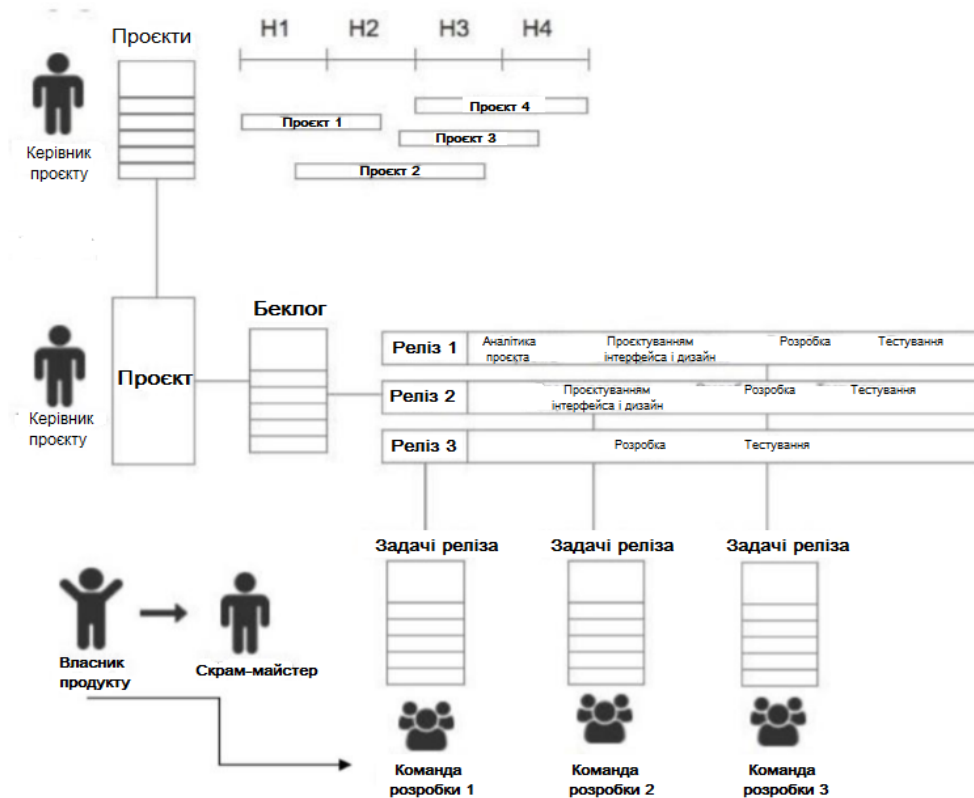 Проєкти
H1 H2 H3 H4
Проєкт 4
Проєкт 1
Проєкт 3
Проєкт 2
Керівник
проєкту
Беклог
Проєкт
Керівник
проєкту
Реліз 1
Аналітика
проєкта
Проєктуванням
інтерфейса і дизайн
Розробка
Тестування
Реліз 2
Проєктуванням
інтерфейса і дизайн
Розробка
Тестування
Реліз 3
Розробка
Тестування
Задачі реліза
Задачі реліза
Задачі реліза
Власник
продукту
Скрам-майстер
Команда
розробки 1
Команда
розробки 2
Команда
розробки 3